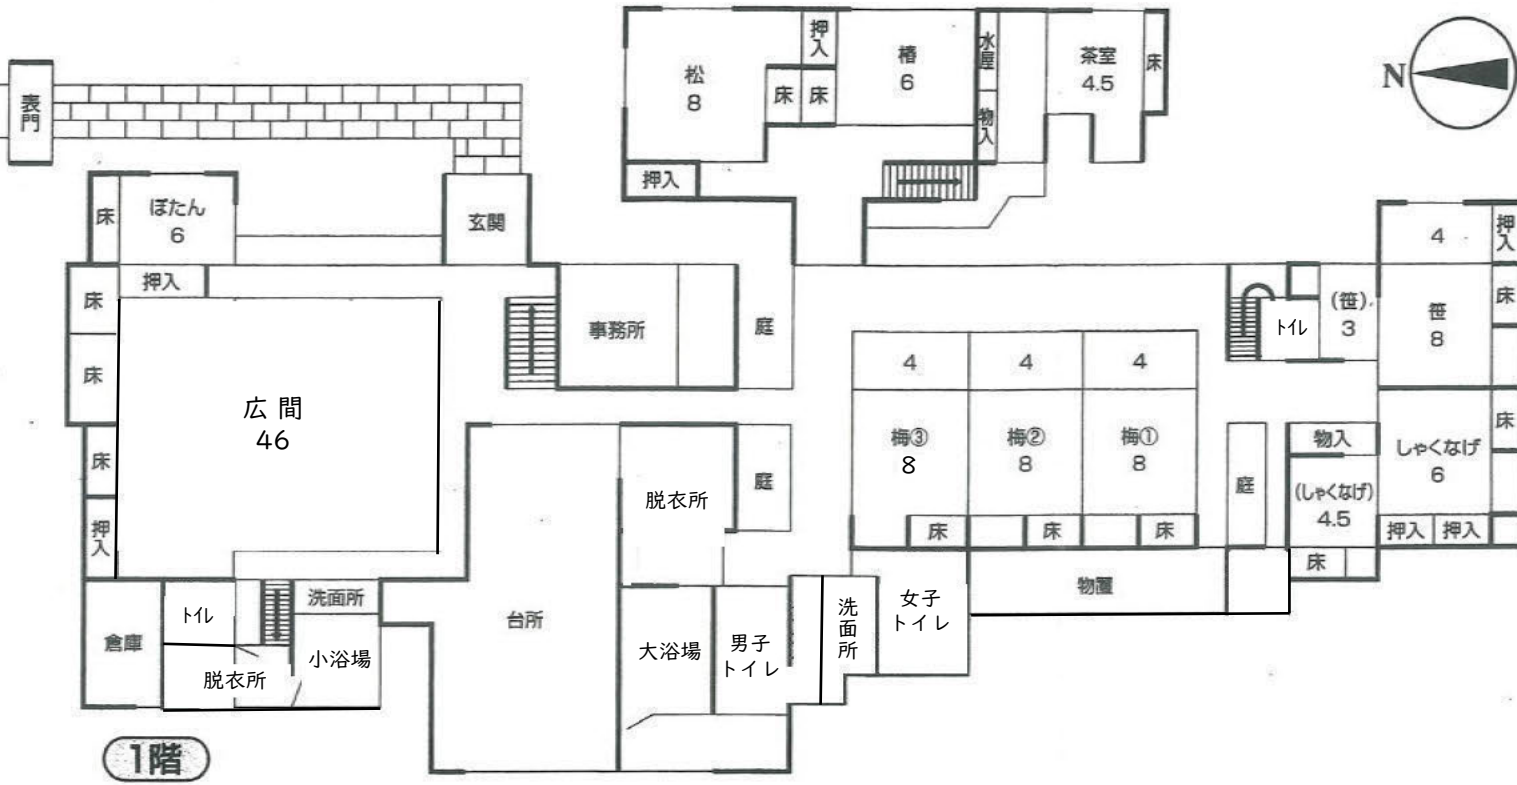 表門
松
8
押入
床
床
椿
6
水屋
物入
茶室
4.5
床
N
押入
床
ぼたん
6
玄関
押入
床
床
広間
46
床
押入
事務所
庭
4
4
4
梅③
8
梅②
8
梅①
8
床
床
床
トイレ
(笹)
3
4
押入
笹
8
床
しゃくなげ
6
床
押入
押入
物入
(しゃくなげ)
4.5
床
庭
庭
脱衣所
台所
大浴場
男子
トイレ
洗面所
女子
トイレ
物置
倉庫
トイレ
洗面所
脱衣所
小浴場
1階